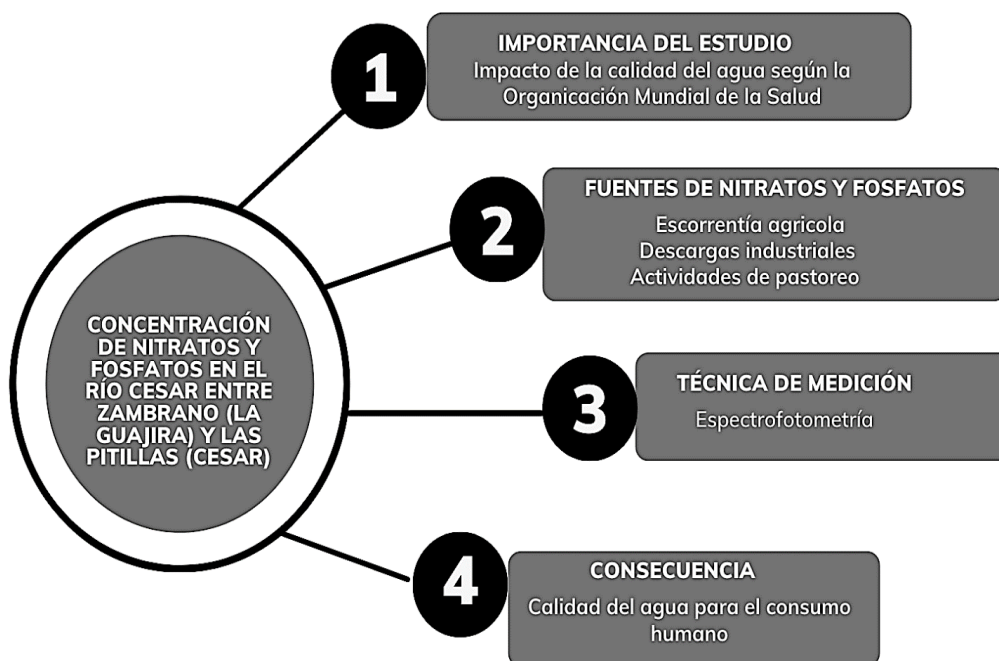 CONCENTRACIÓN
DE NITRATOS Y
FOSFATOS EN EL
RÍO CESAR ENTRE
ZAMBRANO (LA
GUAJIRA) Y LAS
PITILLAS (CESAR)
1
IMPORTANCIA DEL ESTUDIO
Impacto de la calidad del agua según la
Organicación Mundial de la Salud
2
FUENTES DE NITRATOS Y FOSFATOS
Escorrentía agricola
Descargas industriales
Actividades de pastoreo
3
TÉCNICA DE MEDICIÓN
Espectrofotometría
4
CONSECUENCIA
Calidad del agua para el consumo
humano